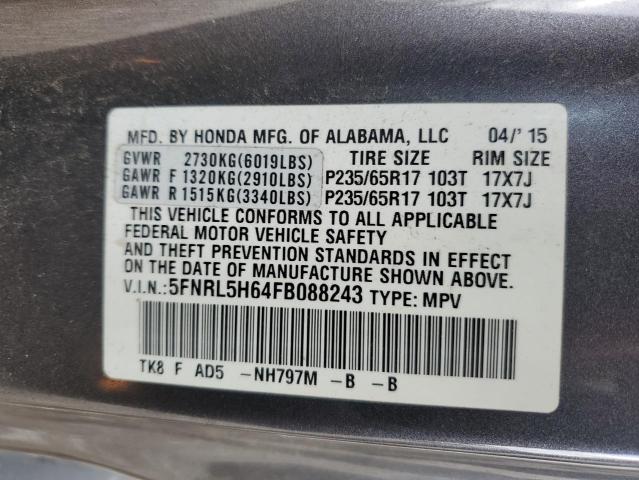 MFD. BY HONDA MFG. OF ALABAMA, LLC 04/'15
GVWR 2730KG(6019LBS) TIRE SIZE RIM SIZE
GAWR F 1320KG(2910LBS) P235/65R17 103T 17X7J
GAWR R 1515KG(3340LBS) P235/65R17 103T 17X7J
THIS VEHICLE CONFORMS TO ALL APPLICABLE
FEDERAL MOTOR VEHICLE SAFETY
AND THEFT PREVENTION STANDARDS IN EFFECT
ON THE DATE OF MANUFACTURE SHOWN ABOVE.
V.I.N.:5FNRL5H64FB088243 TYPE: MPV
TK8 F AD5 -NH797M -B -B